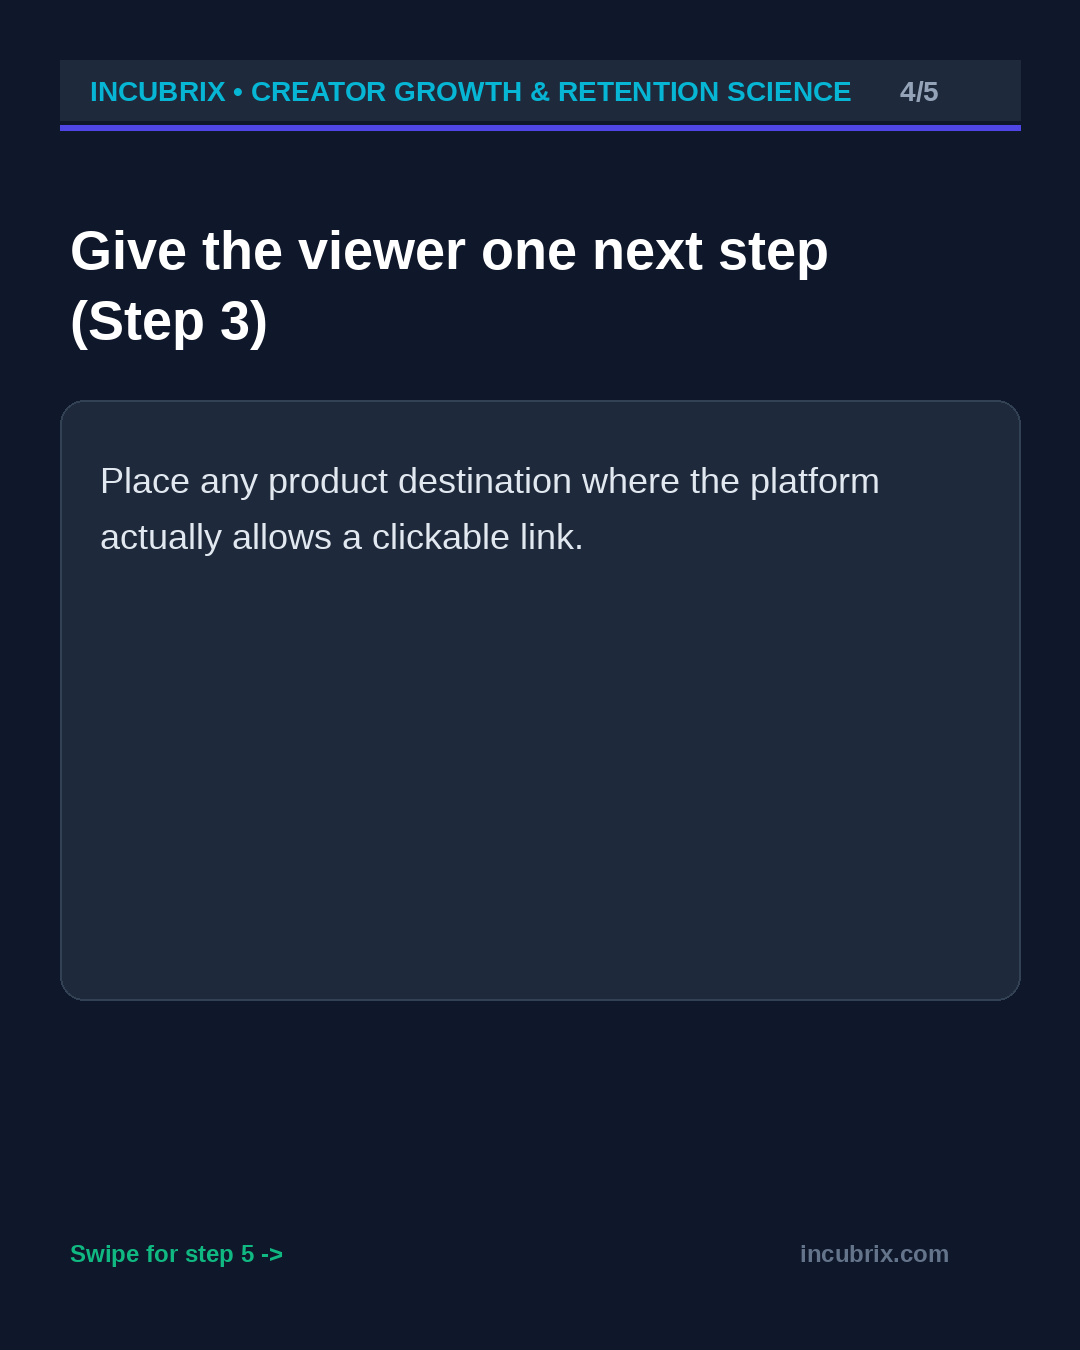 INCUBRIX • CREATOR GROWTH & RETENTION SCIENCE 4/5
Give the viewer one next step
(Step 3)
Place any product destination where the platform
actually allows a clickable link.
Swipe for step 5 -> incubrix.com